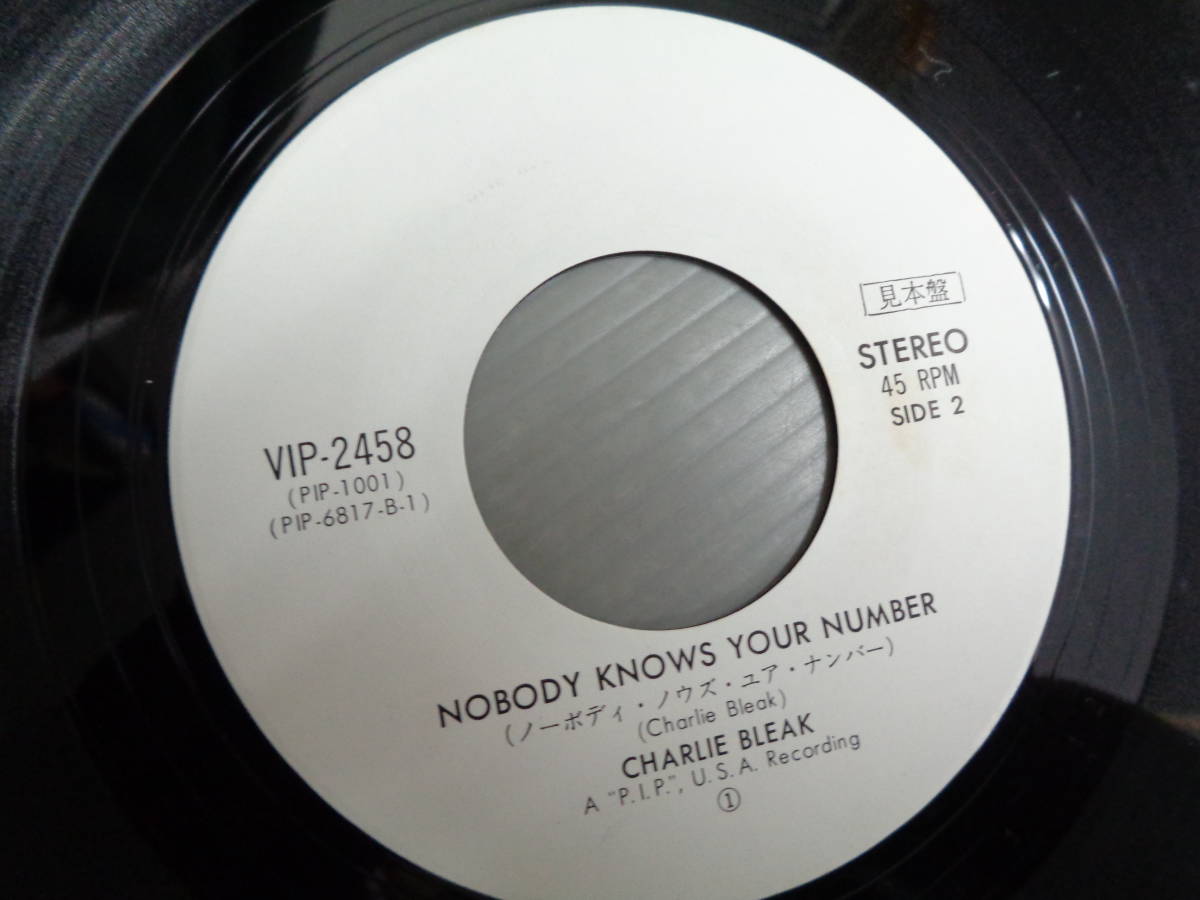 見本盤
STEREO
45 RPM
SIDE 2
VIP-2458
(PIP-1001)
(PIP-6817-B-1)
NOBODY KNOWS YOUR NUMBER
(ノーボディ・ノウズ・ユア・ナンバー)
(Charlie Bleak)
CHARLIE BLEAK
A "P.I.P.", U.S.A. Recording
①